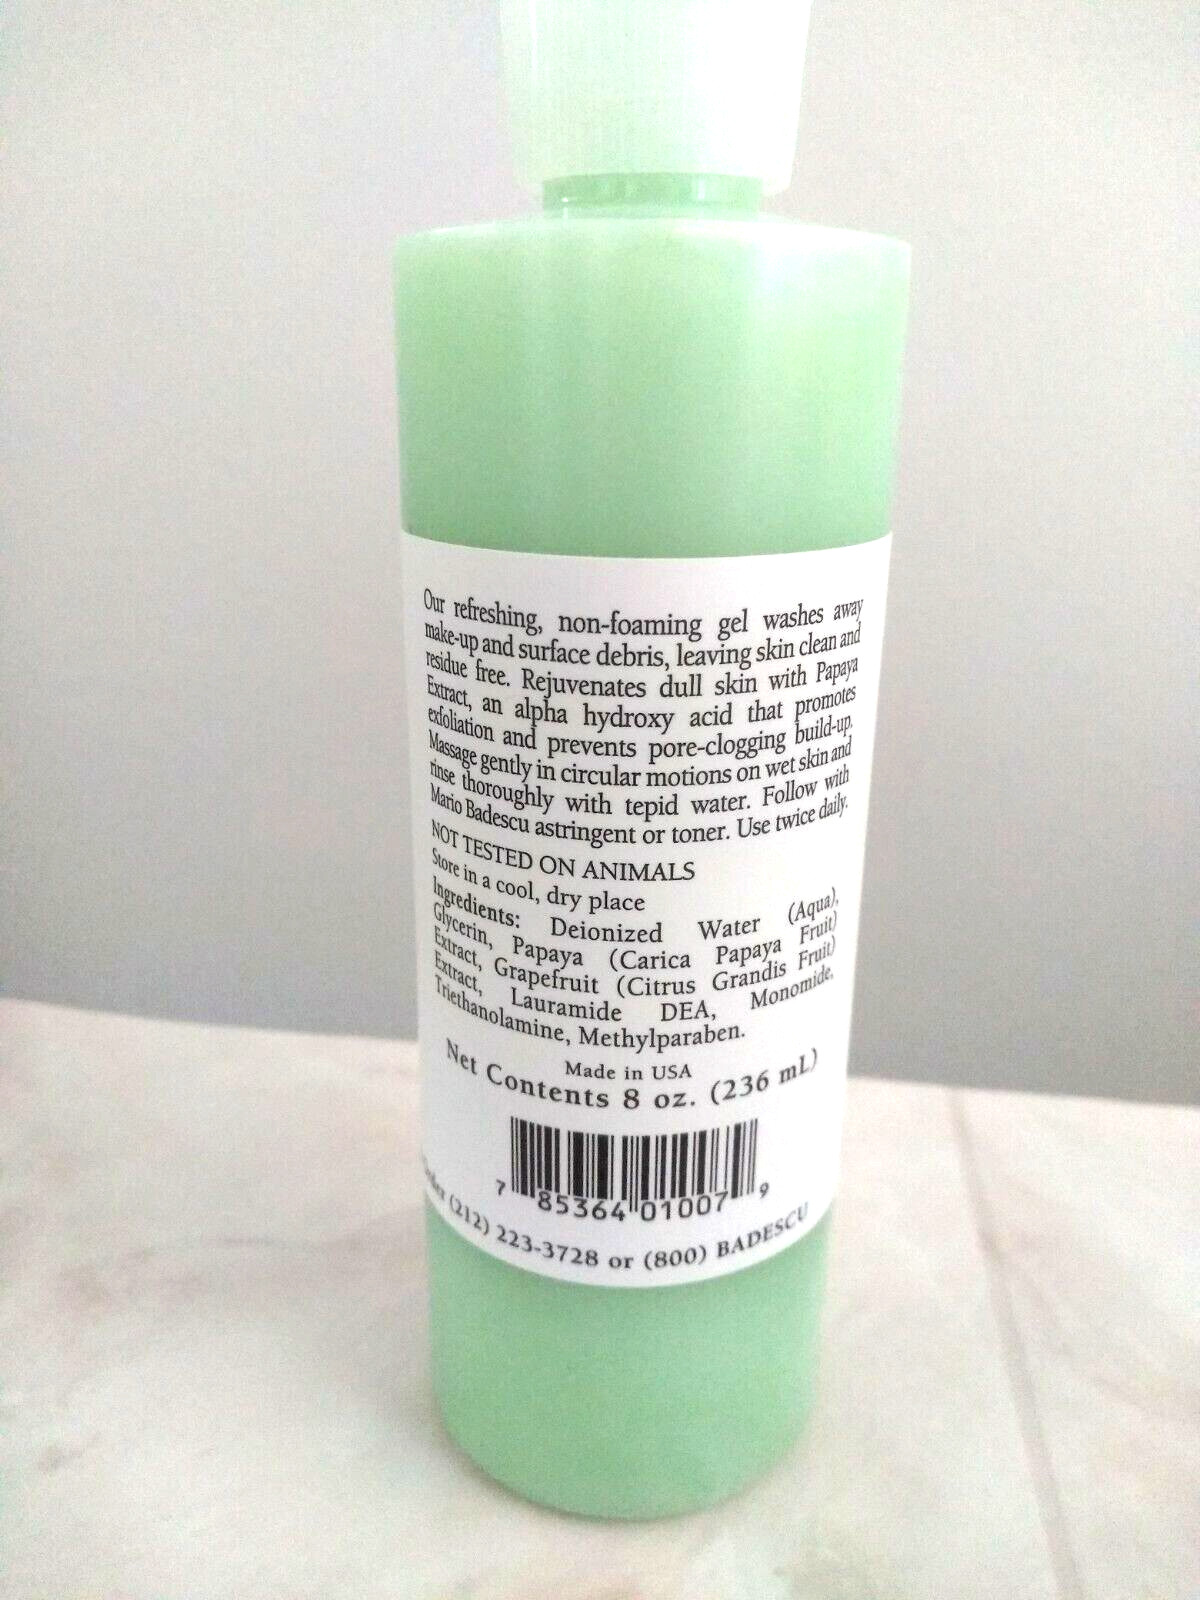 Our refreshing, non-foaming gel washes away
make-up and surface debris, leaving skin clean and
residue free. Rejuvenates dull skin with Papaya
Extract, an alpha hydroxy acid that promotes
exfoliation and prevents pore-clogging build-up.
Massage gently in circular motions on wet skin and
rinse thoroughly with tepid water. Follow with
Mario Badescu astringent or toner. Use twice daily.
NOT TESTED ON ANIMALS
Store in a cool, dry place
Ingredients: Deionized Water (Aqua),
Glycerin, Papaya (Carica Papaya Fruit)
Extract, Grapefruit (Citrus Grandis Fruit)
Extract, Lauramide DEA, Monomide,
Triethanolamine, Methylparaben.
Made in USA
Net Contents 8 oz. (236 mL)
7 85364 01007 9
(212) 223-3728 or (800) BADESCU